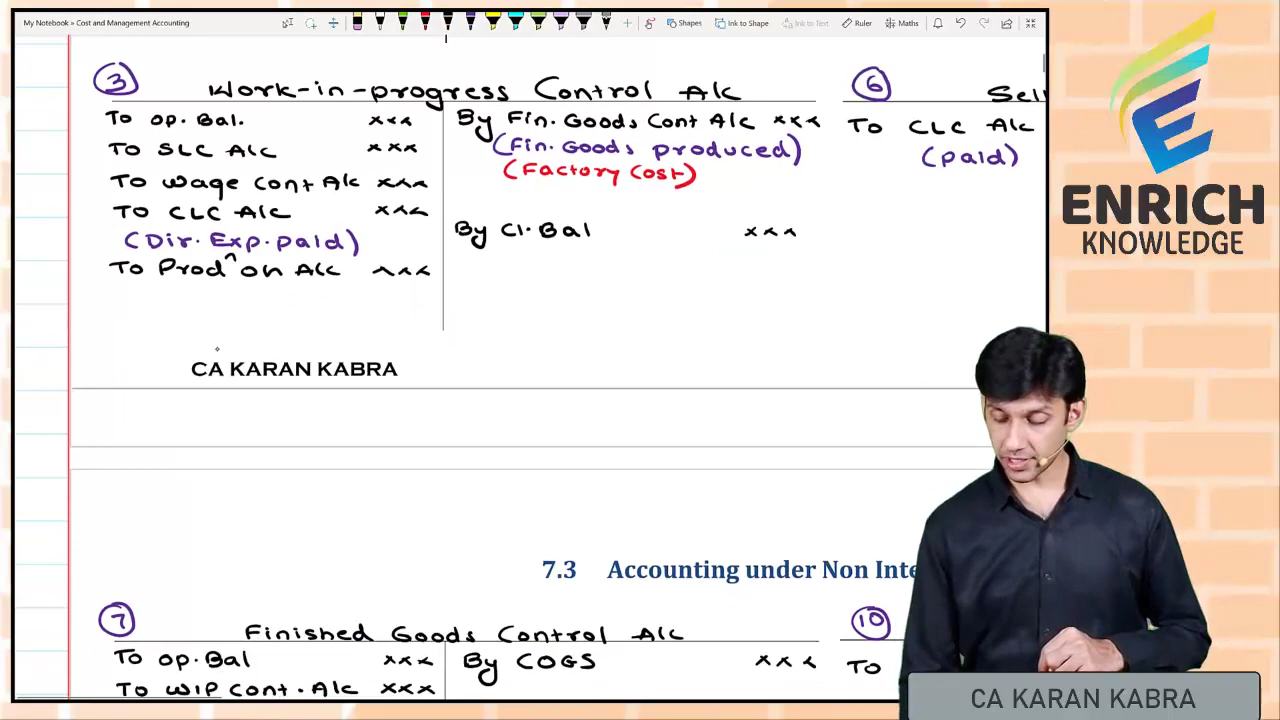 My Notebook > Cost and Management Accounting
Shapes
Ink to Shape
Ink to Text
Ruler
Maths
3
Work-in-progress Control A/c
To Op. Bal. xxx
To SLC A/c xxx
To Wage Cont A/c xxx
To CLC A/c xxx
(Dir. Exp. paid)
To Prodn OH A/c xxx
By Fin. Goods Cont A/c xxx
(Fin. Goods produced)
(Factory Cost)
By Cl. Bal xxx
6
Sell
To CLC A/c
(paid)
ENRICH
KNOWLEDGE
CA KARAN KABRA
7.3 Accounting under Non Inte
7
Finished Goods Control A/c
To Op. Bal xxx
To WIP Cont. A/c xxx
By COGS xxx
10
To
CA KARAN KABRA